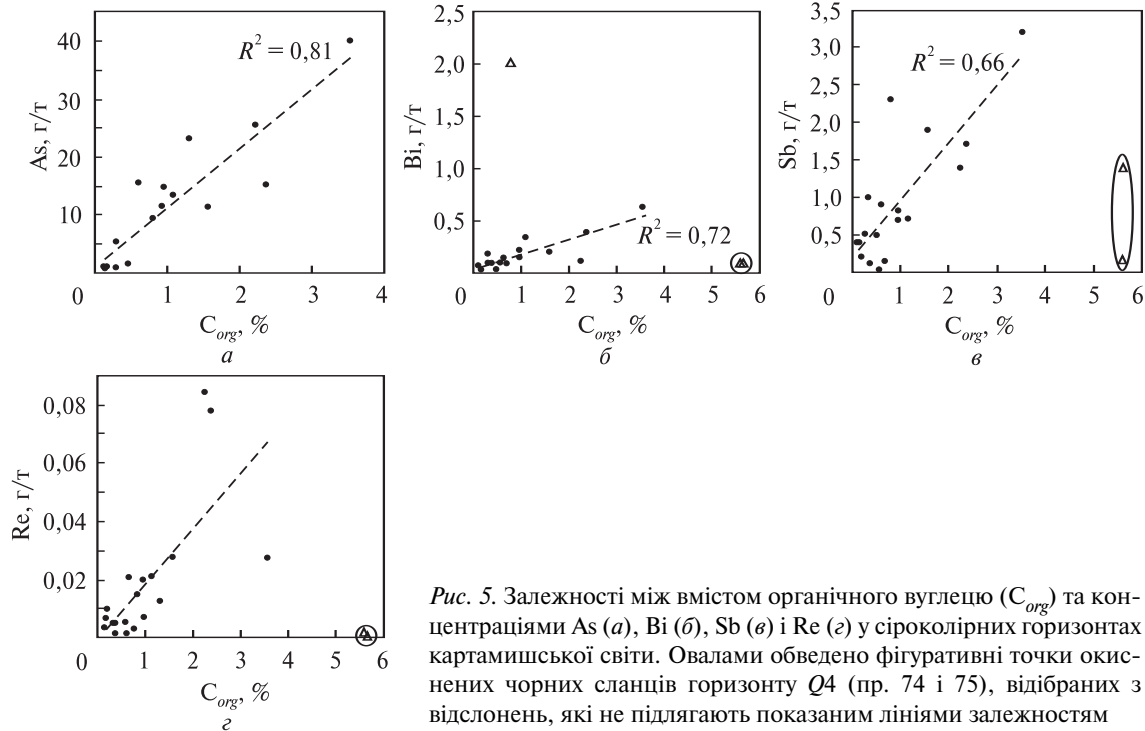 40
30
20
10
0
1
2
3
4
As, г/т
R² = 0,81
C_org, %
а
2,5
2,0
1,5
1,0
0,5
0
1
2
3
4
5
6
Bi, г/т
R² = 0,72
C_org, %
б
3,5
3,0
2,5
2,0
1,5
1,0
0,5
0
1
2
3
4
5
6
Sb, г/т
R² = 0,66
C_org, %
в
0,08
0,06
0,04
0,02
0
1
2
3
4
5
6
Re, г/т
C_org, %
г
Рис. 5. Залежності між вмістом органічного вуглецю (C_org) та кон-
центраціями As (а), Bi (б), Sb (в) і Re (г) у сіроколірних горизонтах
картамишської світи. Овалами обведено фігуративні точки окис-
нених чорних сланців горизонту Q4 (пр. 74 і 75), відібраних з
відслонень, які не підлягають показаним лініями залежностям